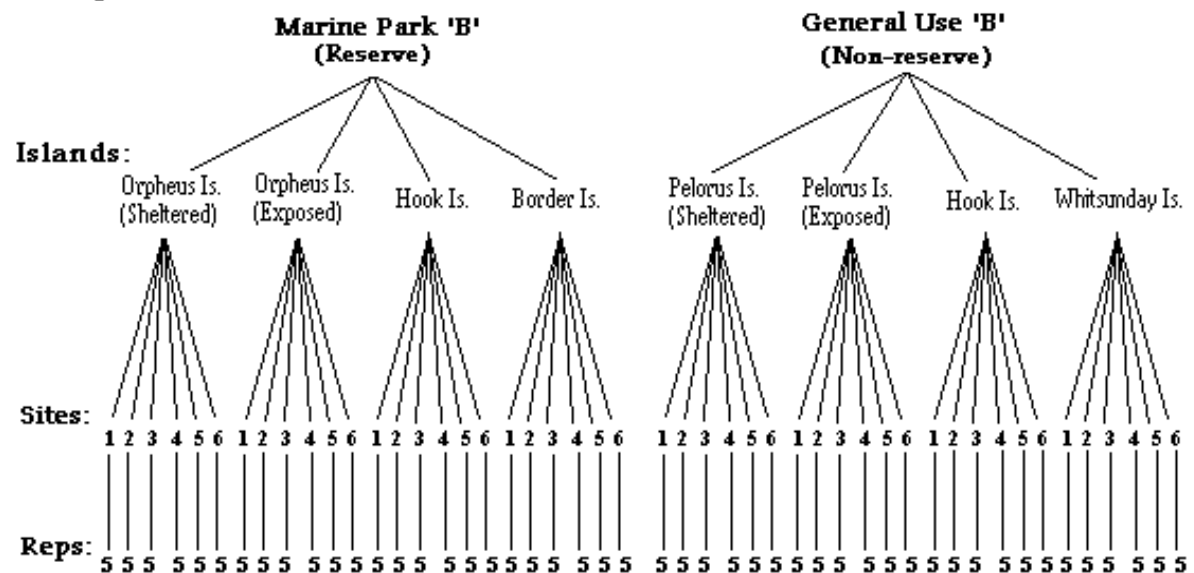 Marine Park 'B' General Use 'B'
(Reserve) (Non-reserve)
Islands:
Orpheus Is. Orpheus Is. Hook Is. Border Is. Pelorus Is. Pelorus Is. Hook Is. Whitsunday Is.
(Sheltered) (Exposed) (Sheltered) (Exposed)
Sites: 1 2 3 4 5 6 1 2 3 4 5 6 1 2 3 4 5 6 1 2 3 4 5 6 1 2 3 4 5 6 1 2 3 4 5 6 1 2 3 4 5 6 1 2 3 4 5 6
Reps: 5 5 5 5 5 5 5 5 5 5 5 5 5 5 5 5 5 5 5 5 5 5 5 5 5 5 5 5 5 5 5 5 5 5 5 5 5 5 5 5 5 5 5 5 5 5 5 5